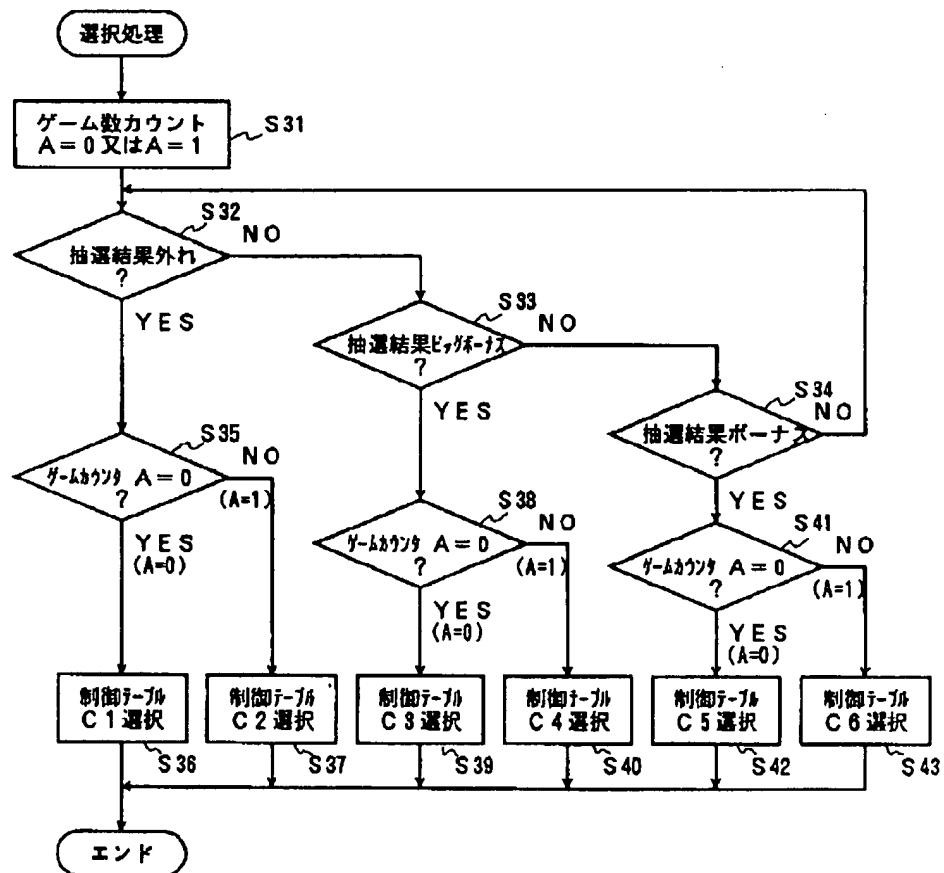 選択処理
ゲーム数カウント
A=0又はA=1
S31
S32
抽選結果外れ
?
NO
YES
S33
抽選結果ビッグボーナス
?
NO
YES
S34
抽選結果ボーナス
?
NO
YES
S35
ゲームカウンタ A=0
?
NO
(A=1)
YES
(A=0)
S38
ゲームカウンタ A=0
?
NO
(A=1)
YES
(A=0)
S41
ゲームカウンタ A=0
?
NO
(A=1)
YES
(A=0)
制御テーブル
C1選択
S36
制御テーブル
C2選択
S37
制御テーブル
C3選択
S39
制御テーブル
C4選択
S40
制御テーブル
C5選択
S42
制御テーブル
C6選択
S43
エンド